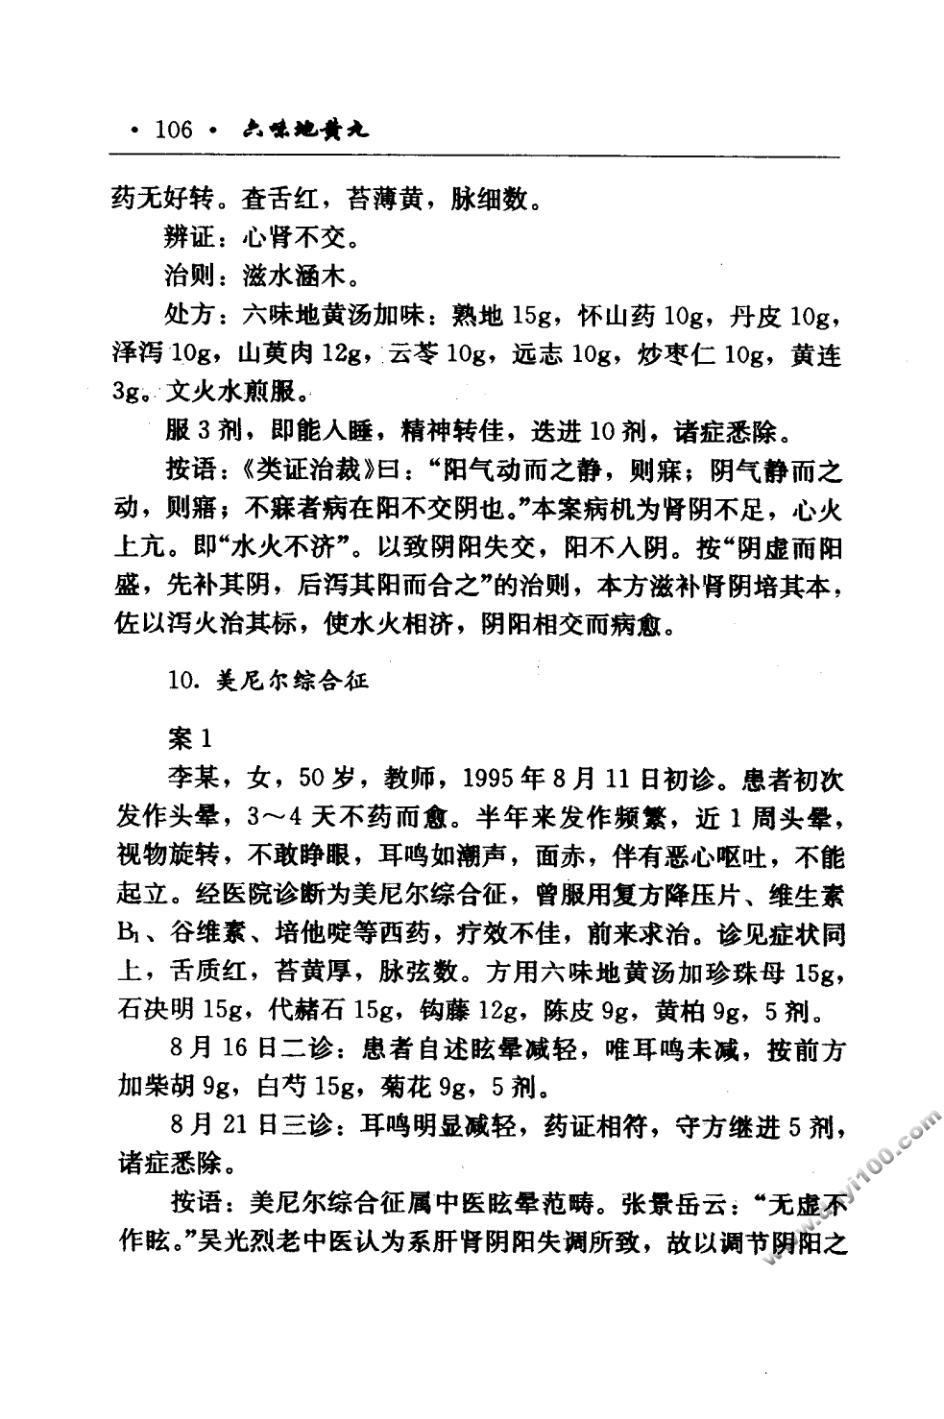 · 106 · 六味地黄丸
药无好转。查舌红，苔薄黄，脉细数。
辨证：心肾不交。
治则：滋水涵木。
处方：六味地黄汤加味：熟地 15g，怀山药 10g，丹皮 10g，
泽泻 10g，山萸肉 12g，云苓 10g，远志 10g，炒枣仁 10g，黄连
3g。文火水煎服。
服 3 剂，即能入睡，精神转佳，迭进 10 剂，诸症悉除。
按语：《类证治裁》曰：“阳气动而之静，则寐；阴气静而之
动，则寤；不寐者病在阳不交阴也。”本案病机为肾阴不足，心火
上亢。即“水火不济”。以致阴阳失交，阳不入阴。按“阴虚而阳
盛，先补其阴，后泻其阳而合之”的治则，本方滋补肾阴培其本，
佐以泻火治其标，使水火相济，阴阳相交而病愈。
10. 美尼尔综合征
案 1
李某，女，50 岁，教师，1995 年 8 月 11 日初诊。患者初次
发作头晕，3～4 天不药而愈。半年来发作频繁，近 1 周头晕，
视物旋转，不敢睁眼，耳鸣如潮声，面赤，伴有恶心呕吐，不能
起立。经医院诊断为美尼尔综合征，曾服用复方降压片、维生素
B₁、谷维素、培他啶等西药，疗效不佳，前来求治。诊见症状同
上，舌质红，苔黄厚，脉弦数。方用六味地黄汤加珍珠母 15g，
石决明 15g，代赭石 15g，钩藤 12g，陈皮 9g，黄柏 9g，5 剂。
8 月 16 日二诊：患者自述眩晕减轻，唯耳鸣未减，按前方
加柴胡 9g，白芍 15g，菊花 9g，5 剂。
8 月 21 日三诊：耳鸣明显减轻，药证相符，守方继进 5 剂，
诸症悉除。
按语：美尼尔综合征属中医眩晕范畴。张景岳云：“无虚不
作眩。”吴光烈老中医认为系肝肾阴阳失调所致，故以调节阴阳之